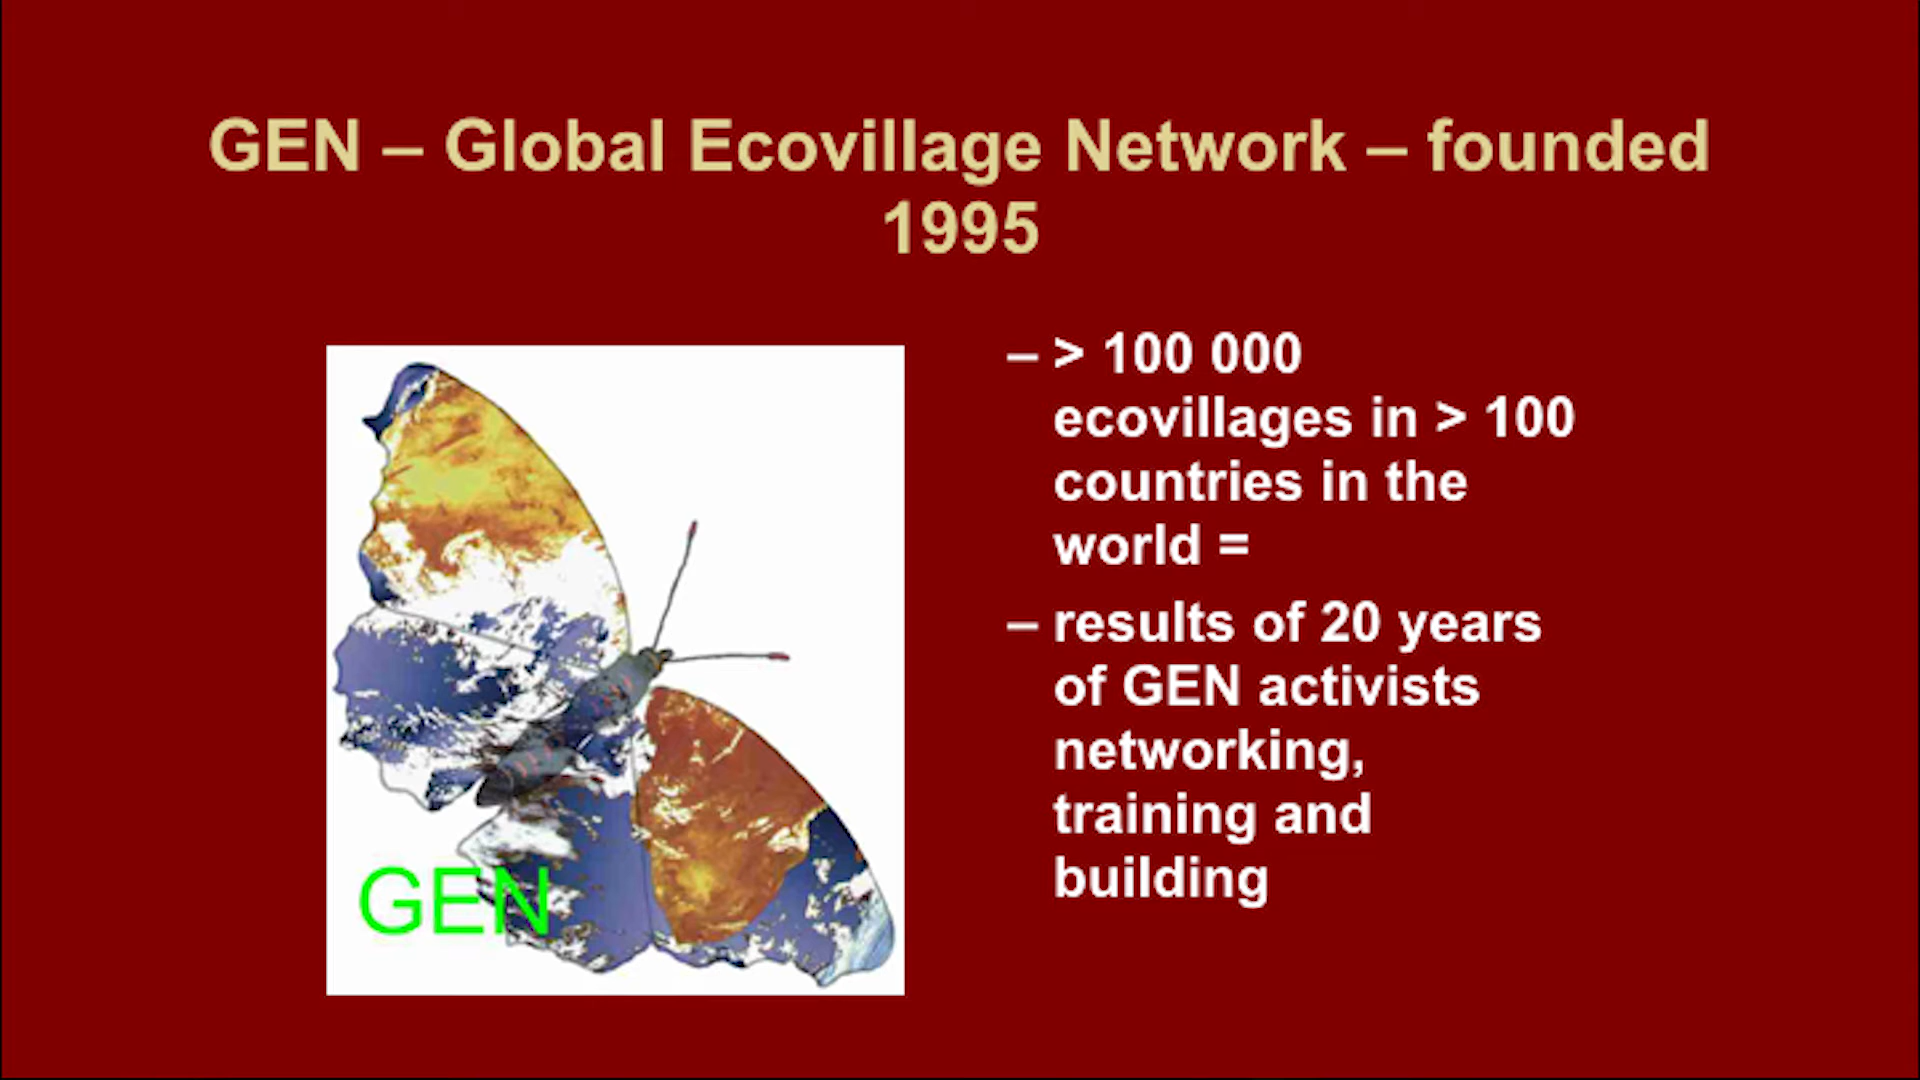 GEN – Global Ecovillage Network – founded
1995
– > 100 000
ecovillages in > 100
countries in the
world =
– results of 20 years
of GEN activists
networking,
training and
building
GEN